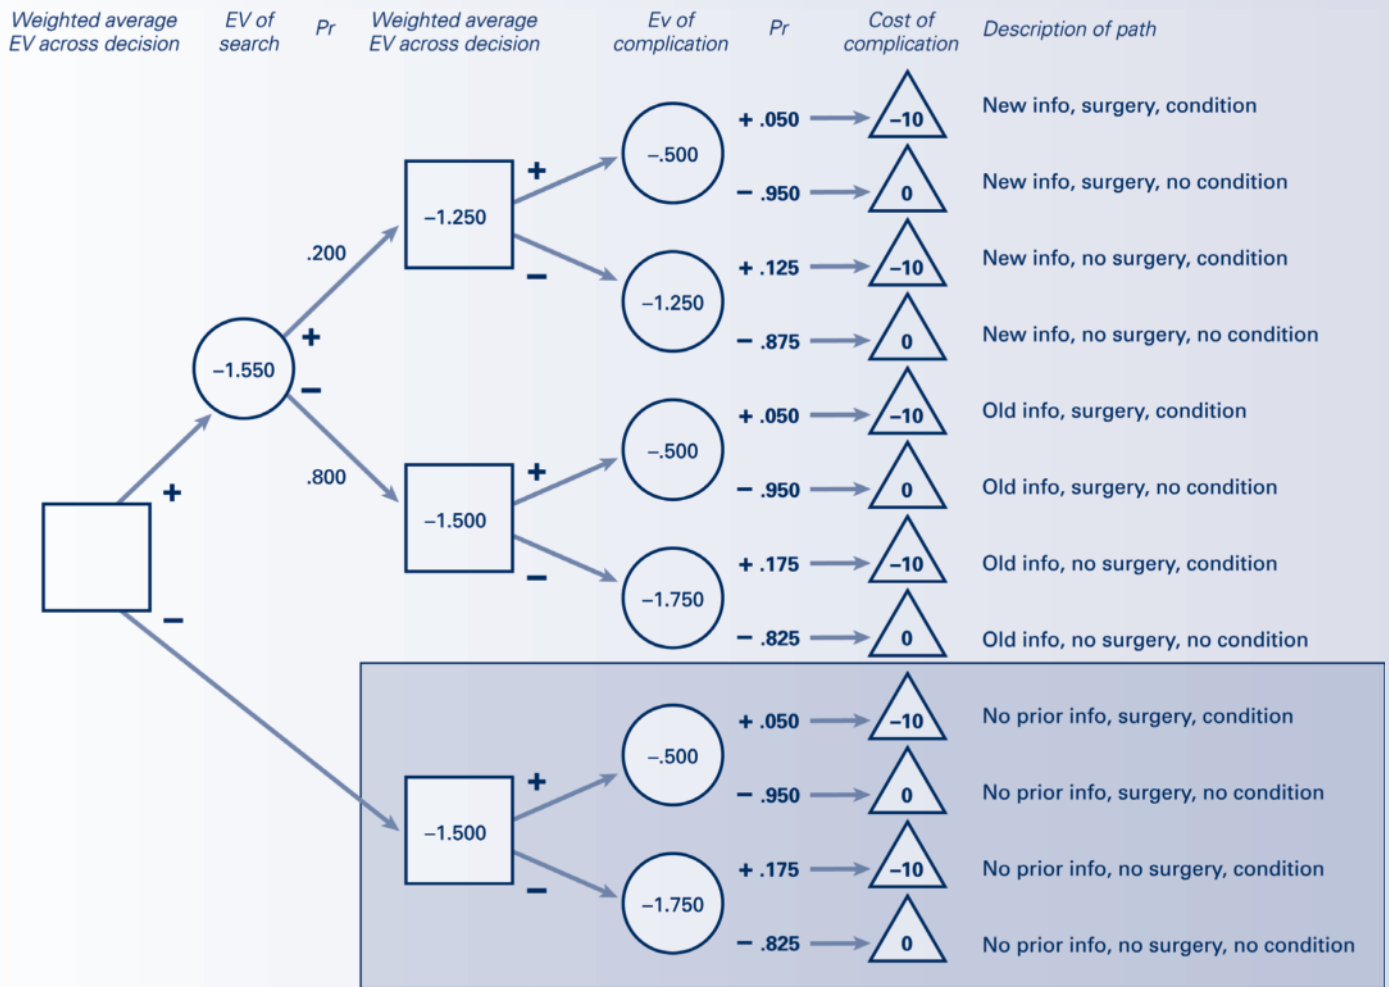 Weighted average
EV across decision
EV of
search
Pr
Weighted average
EV across decision
Ev of
complication
Pr
Cost of
complication
Description of path
+ .050
–10
New info, surgery, condition
–.500
+
– .950
0
New info, surgery, no condition
–1.250
.200
–
+ .125
–10
New info, no surgery, condition
–1.250
– .875
0
New info, no surgery, no condition
+
–1.550
–
+ .050
–10
Old info, surgery, condition
–.500
.800
+
– .950
0
Old info, surgery, no condition
+
–1.500
–
+ .175
–10
Old info, no surgery, condition
–1.750
–
– .825
0
Old info, no surgery, no condition
+ .050
–10
No prior info, surgery, condition
–.500
+
– .950
0
No prior info, surgery, no condition
–1.500
–
+ .175
–10
No prior info, no surgery, condition
–1.750
– .825
0
No prior info, no surgery, no condition